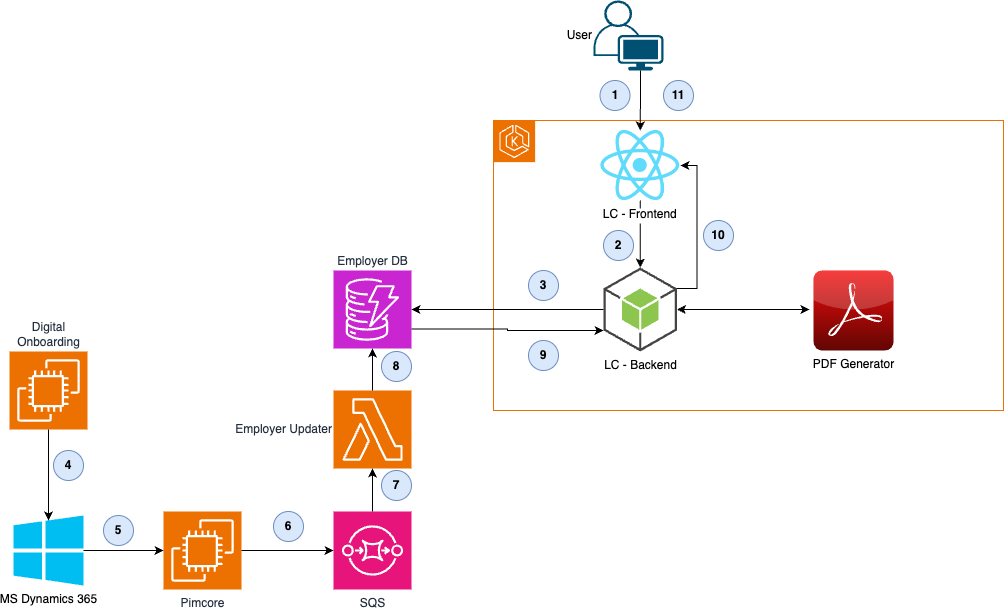 User
1
11
K
LC - Frontend
2
10
Employer DB
3
Digital
Onboarding
9
LC - Backend
PDF Generator
8
Employer Updater
4
7
5
6
MS Dynamics 365
Pimcore
SQS